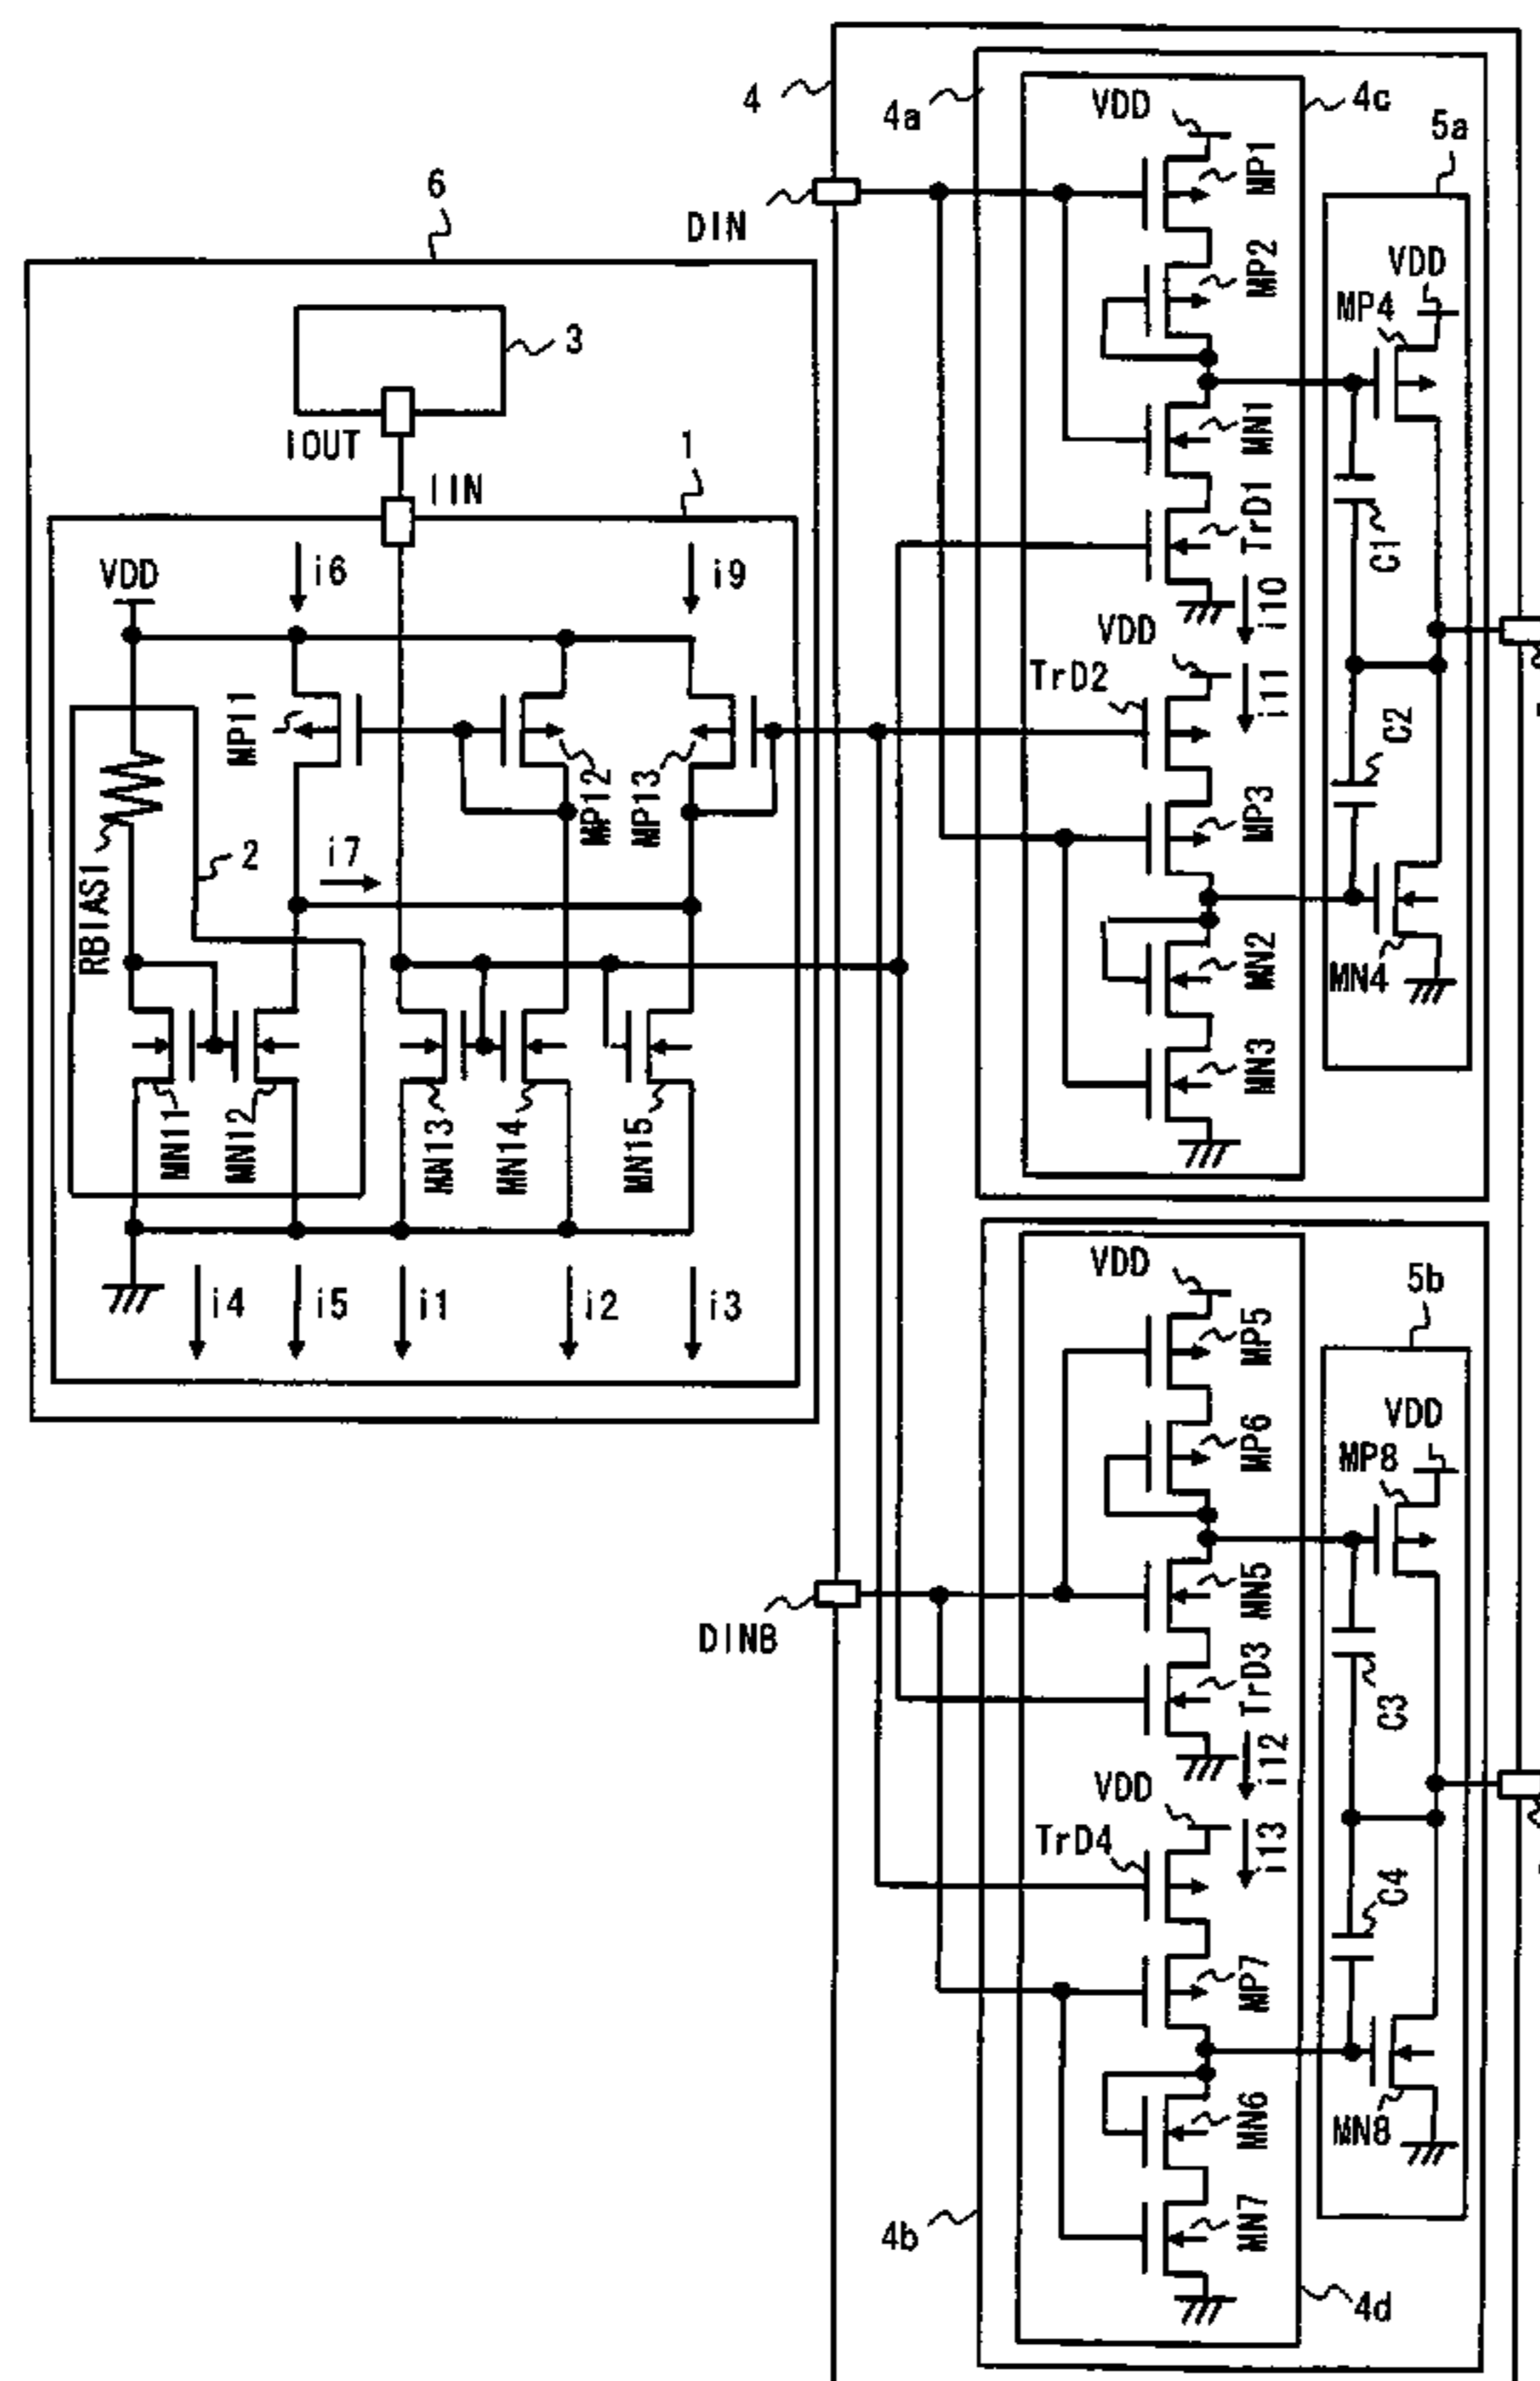 4
4a
VDD
4c
5a
MP1
6
DIN
MP2
VDD
MP4
3
IOUT
MN1
1
IIN
TrD1
C1
VDD
i6
i9
i10
VDD
TrD2
i11
MP11
C2
MP12
MP13
MP3
RBIAS1
2
i7
MN2
MN4
MN3
MN11
MN12
MN13
MN14
MN15
VDD
5b
i4
i5
i1
i2
i3
MP5
VDD
MP6
MP8
MN5
DINB
TrD3
C3
i12
VDD
TrD4
i13
C4
MP7
MN6
MN8
MN7
4b
4d